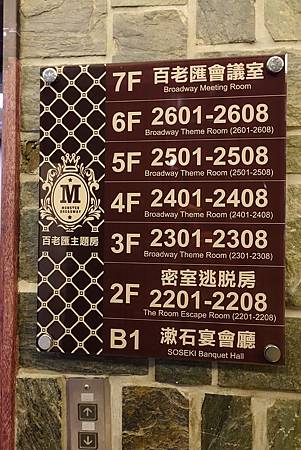 M
MONSTER
BROADWAY
百老匯主題房
7F 百老匯會議室
Broadway Meeting Room
6F 2601-2608
Broadway Theme Room (2601-2608)
5F 2501-2508
Broadway Theme Room (2501-2508)
4F 2401-2408
Broadway Theme Room (2401-2408)
3F 2301-2308
Broadway Theme Room (2301-2308)
2F 密室逃脱房
2201-2208
The Room Escape Room (2201-2208)
B1 漱石宴會廳
SOSEKI Banquet Hall